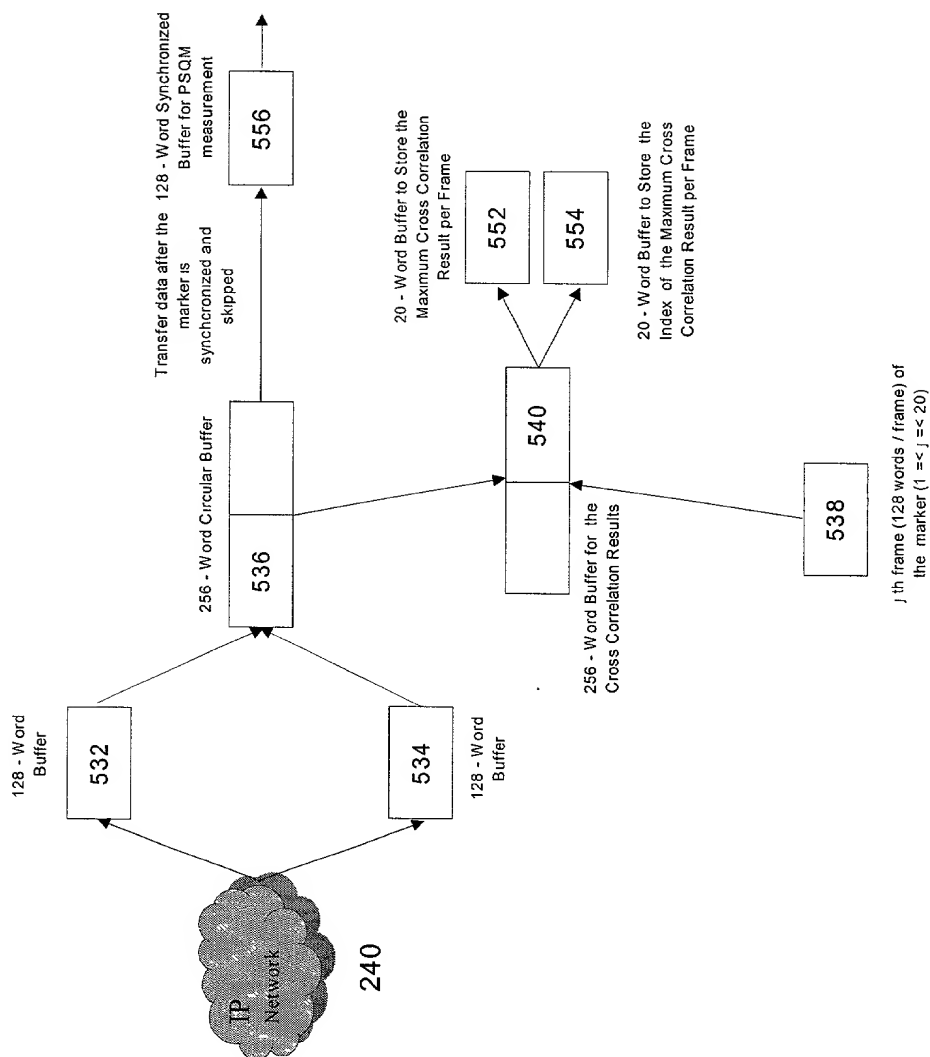 IP
Network
240
128 - Word
Buffer
532
534
128 - Word
Buffer
256 - Word Circular Buffer
536
Transfer data after the
marker is
synchcronized and
skipped
128 - Word Synchronized
Buffer for PSQM
measurement
556
256 - Word Buffer for the
Cross Correlation Results
540
538
j th frame (128 words / frame) of
the marker (1 =< j =< 20)
20 - Word Buffer to Store the
Maximum Cross Correlation
Result per Frame
552
554
20 - Word Buffer to Store the
Index of the Maximum Cross
Correlation Result per Frame